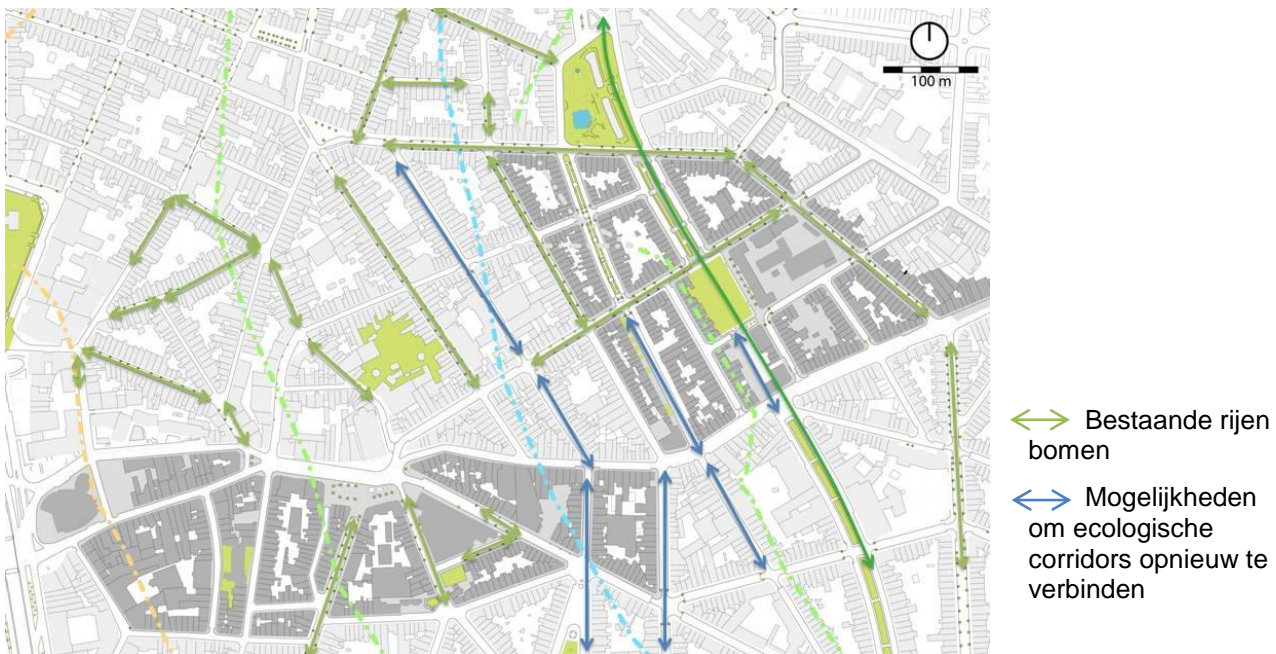 100 m
Bestaande rijen
bomen
Mogelijkheden
om ecologische
corridors opnieuw te
verbinden